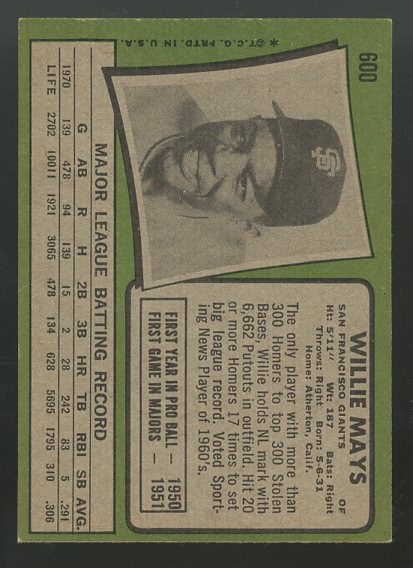 600
WILLIE MAYS OF
SAN FRANCISCO GIANTS
Ht: 5'11" Wt: 187 Bats: Right
Throws: Right Born: 5-6-31
Home: Atherton, Calif.
The only player with more than
300 Homers to top 300 Stolen
Bases, Willie holds NL mark with
6,662 Putouts in outfield. Hit 20
or more Homers 17 times to set
big league record. Voted Sport-
ing News Player of 1960's.
FIRST YEAR IN PRO BALL — 1950
FIRST GAME IN MAJORS — 1951
SF
*©T.C.G. PRTD. IN U.S.A.
MAJOR LEAGUE BATTING RECORD
G AB R H 2B 3B HR TB RBI SB AVG.
1970 139 478 94 139 15 2 28 242 83 5 .291
LIFE 2702 10011 1921 3065 478 134 628 5695 1795 310 .306